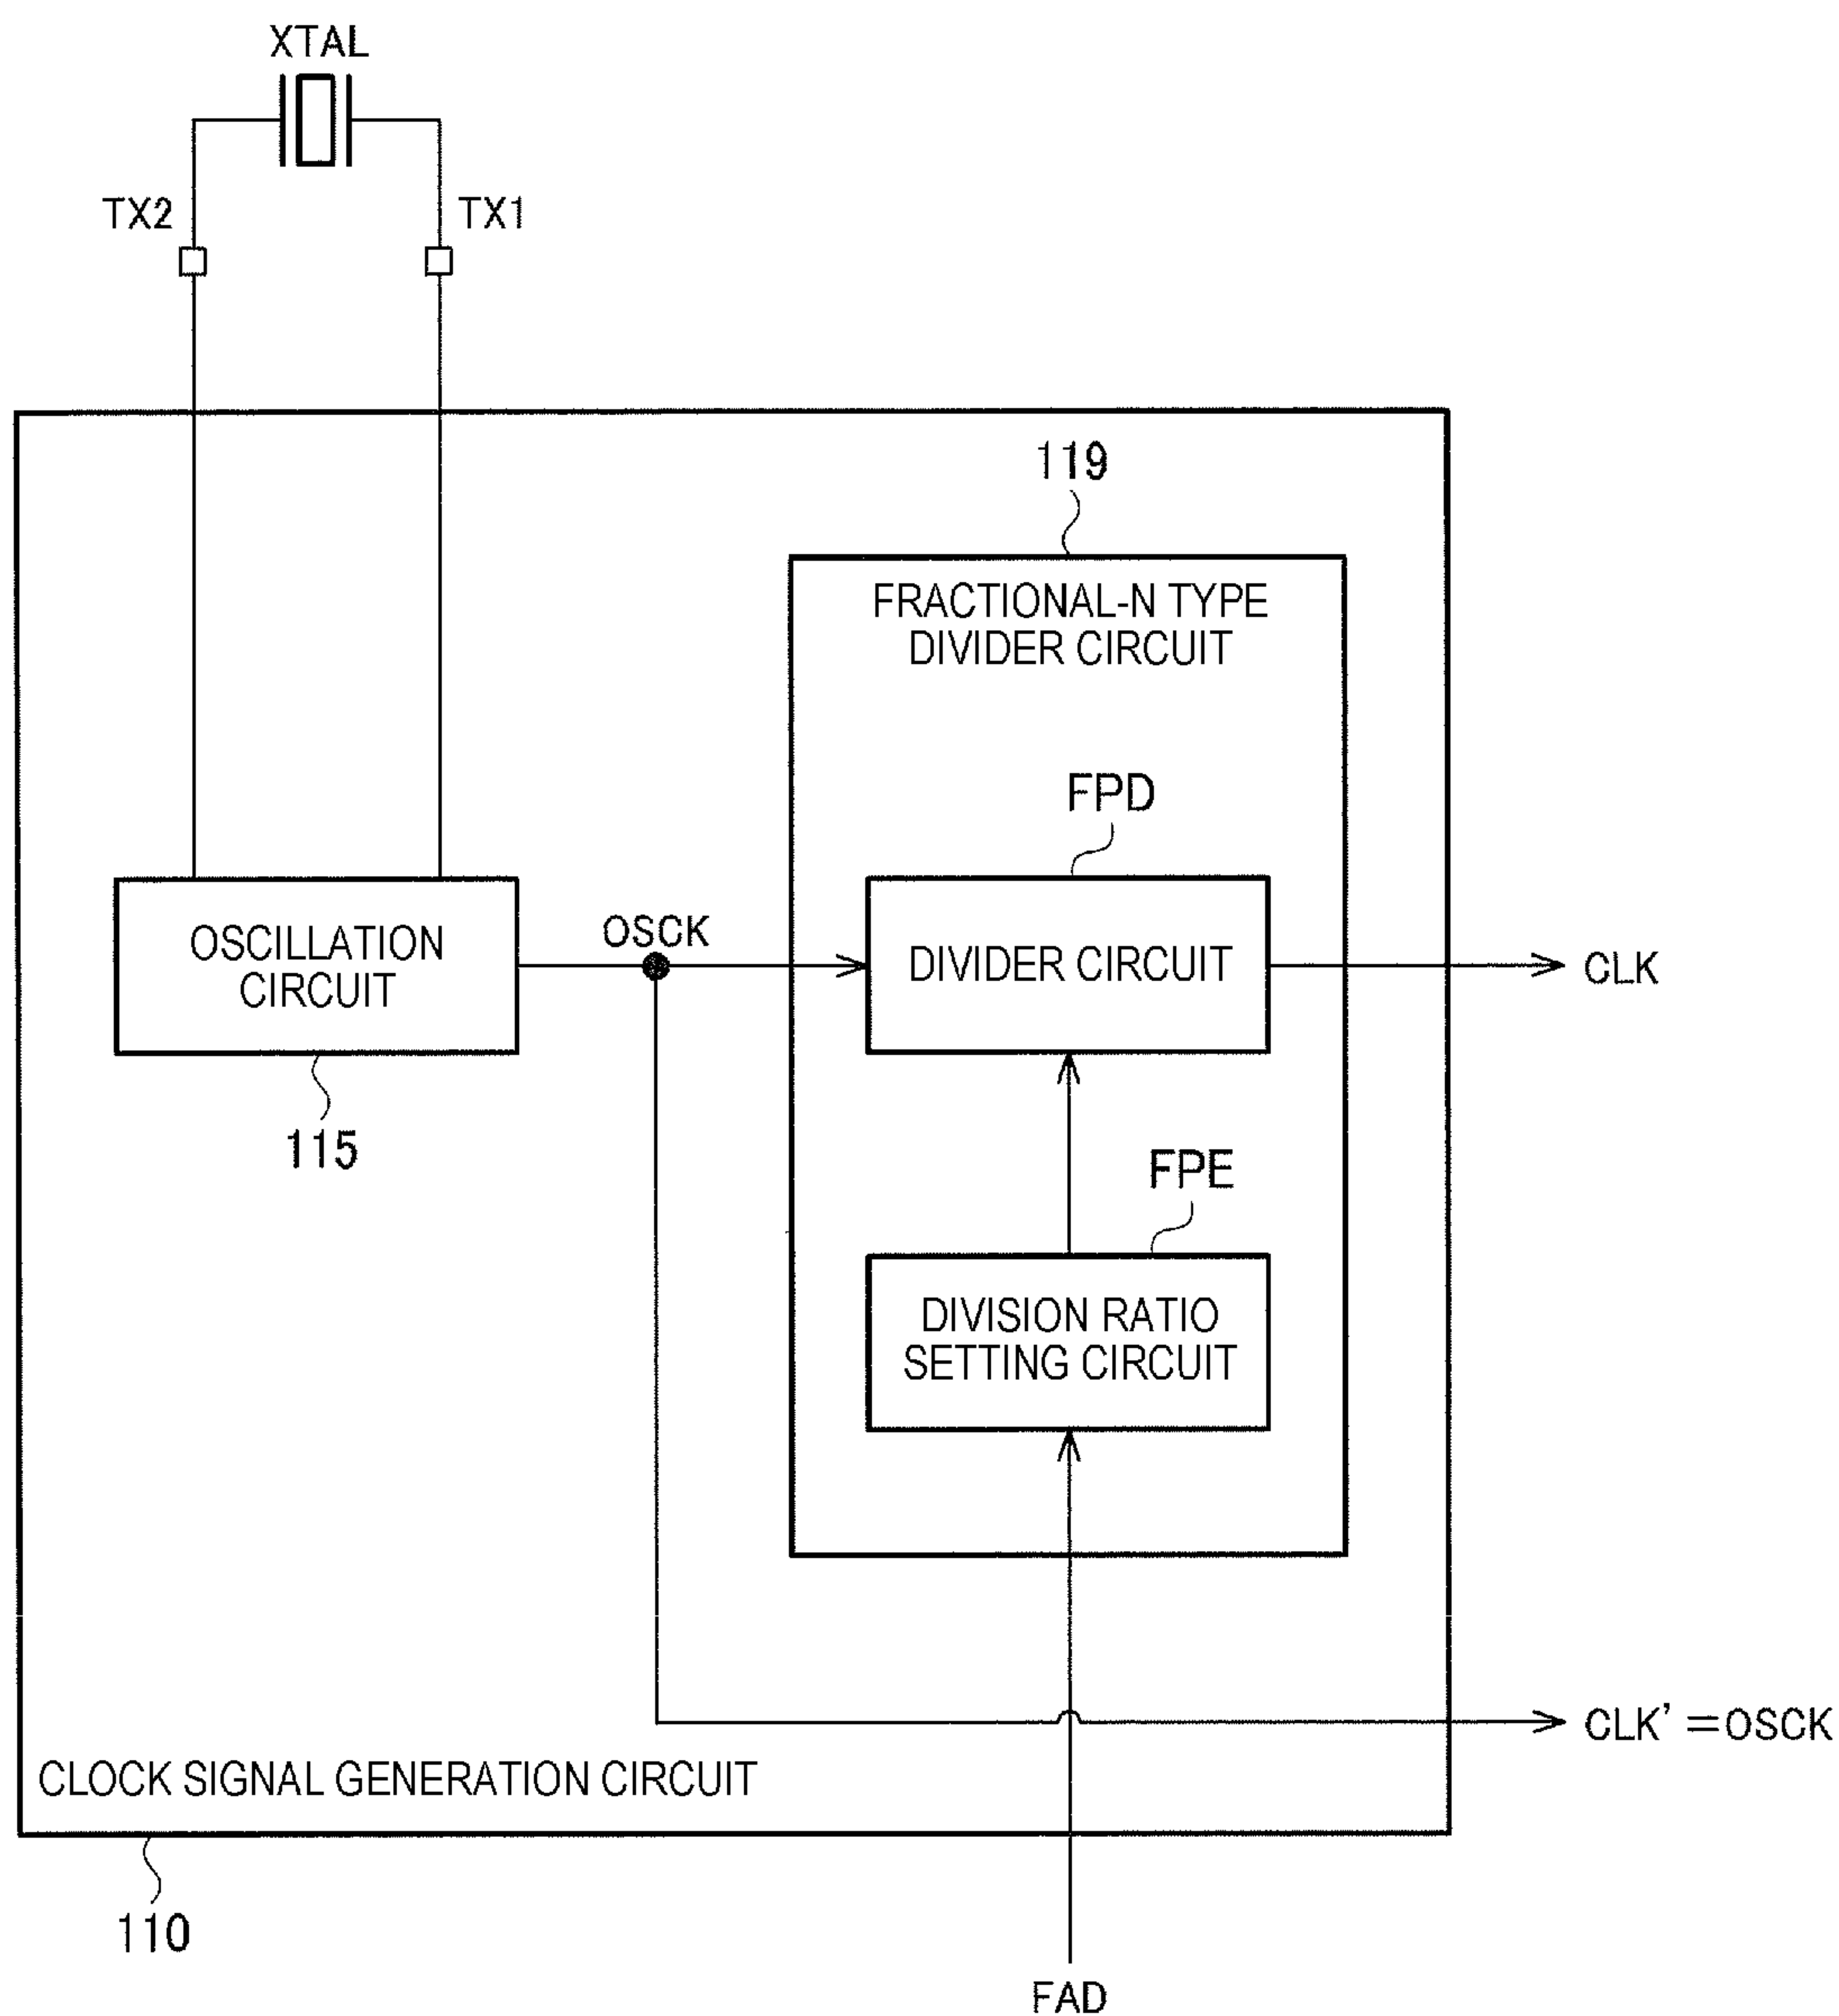 XTAL
TX2
TX1
119
FRACTIONAL-N TYPE
DIVIDER CIRCUIT
FPD
OSCILLATION
CIRCUIT
OSCK
DIVIDER CIRCUIT
CLK
115
FPE
DIVISION RATIO
SETTING CIRCUIT
CLK' =OSCK
CLOCK SIGNAL GENERATION CIRCUIT
110
FAD